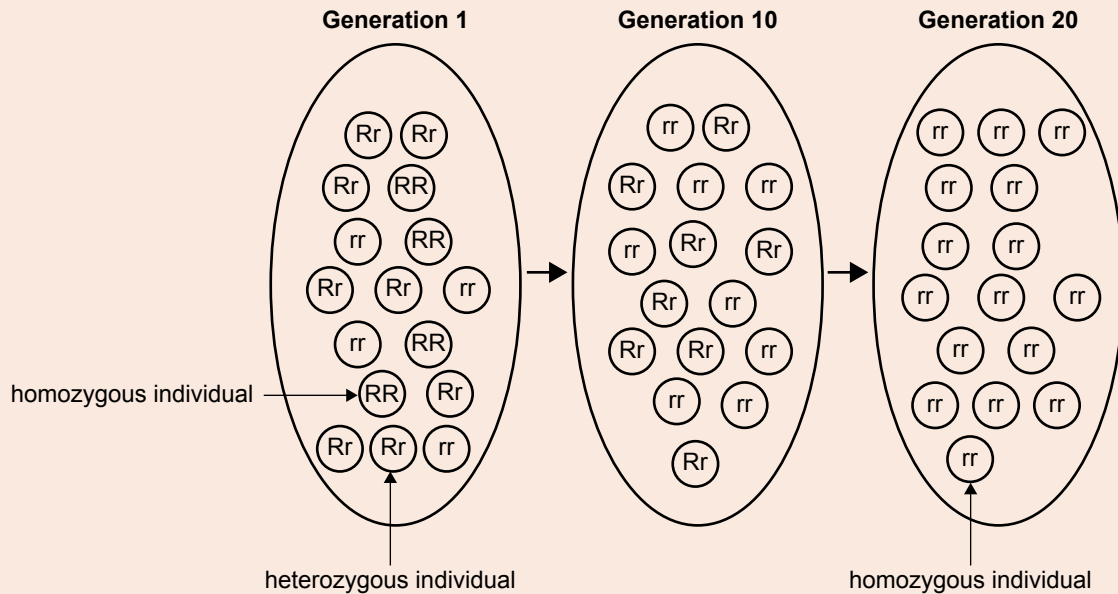 Generation 1 Generation 10 Generation 20
Rr Rr rr Rr rr rr rr
Rr RR Rr rr rr rr rr
rr RR rr Rr Rr rr rr
Rr Rr rr Rr rr rr rr rr
rr RR Rr Rr rr rr rr
homozygous individual RR Rr rr rr rr rr rr
Rr Rr rr Rr rr
heterozygous individual homozygous individual